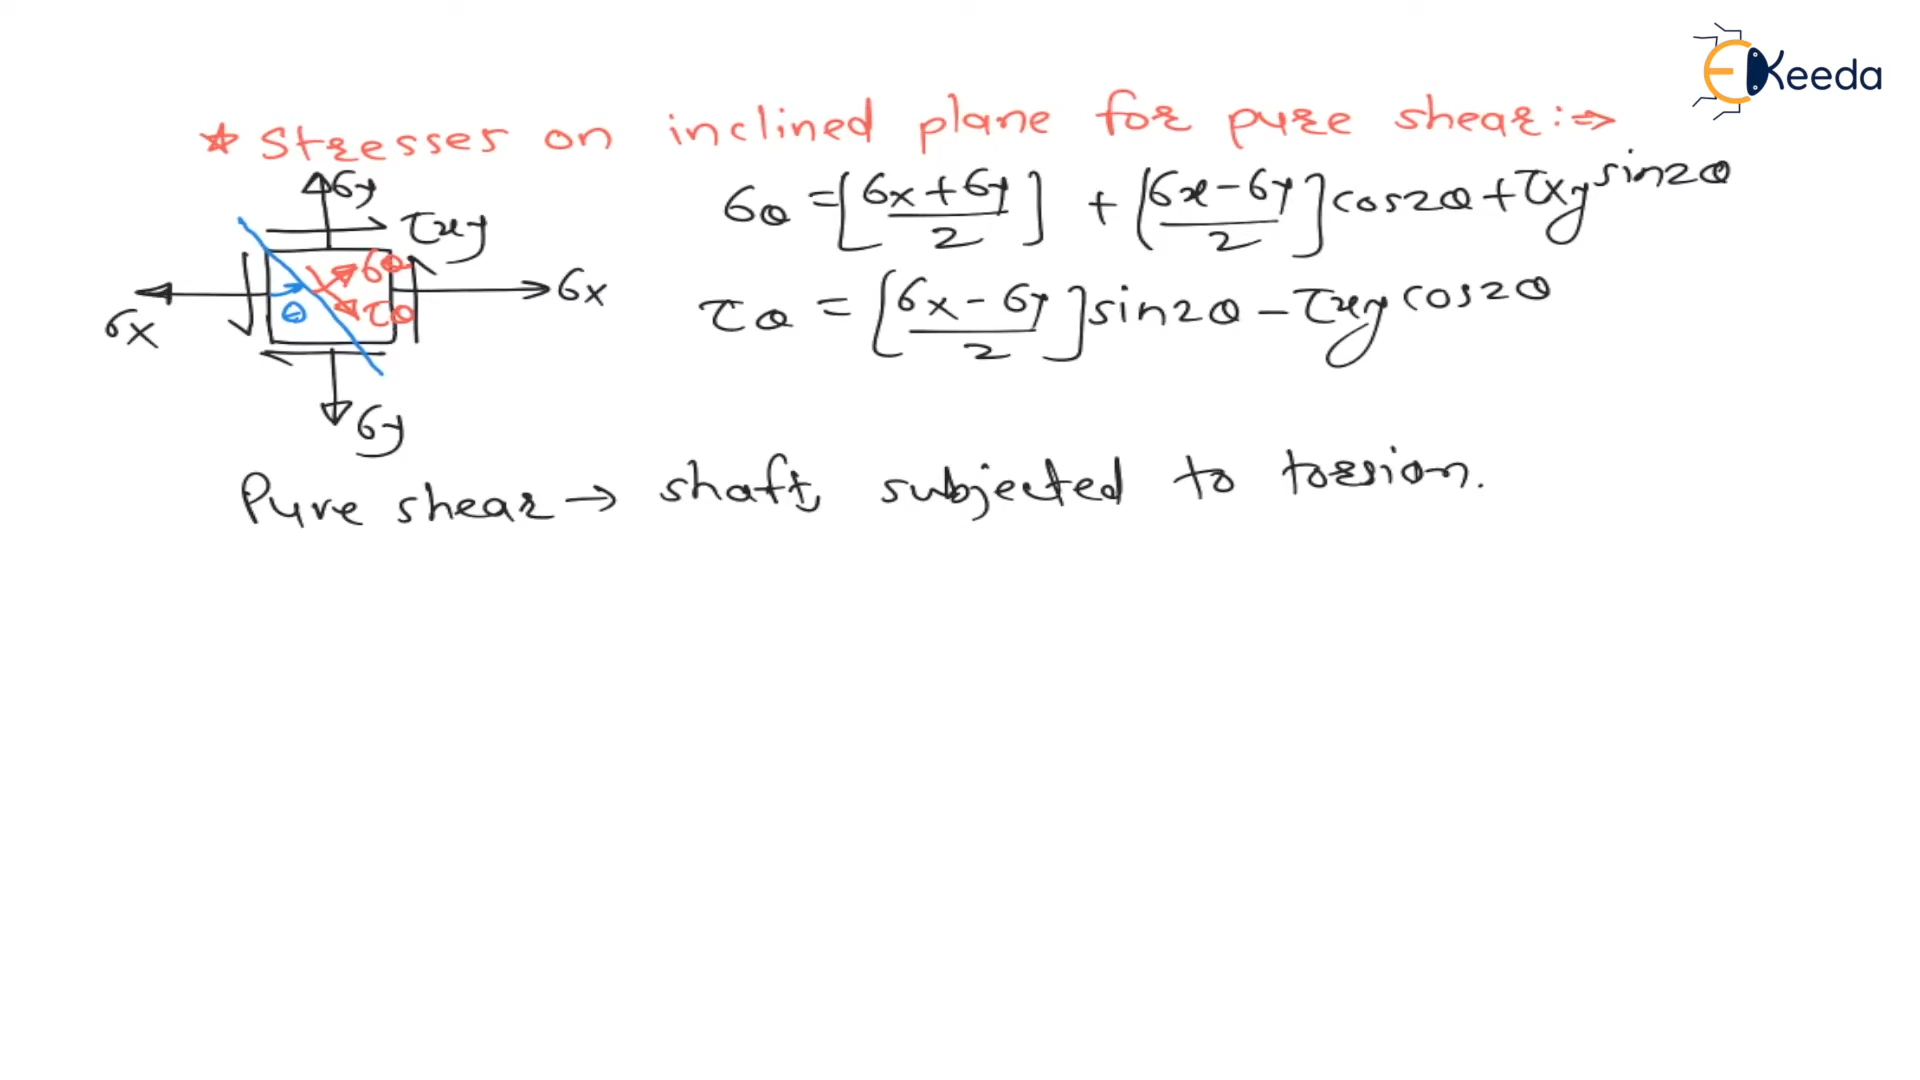 EKeeda
* Stresses on inclined plane for pure shear:⇒
σy
τxy
σθ = [σx+σy/2] + [σx-σy/2] cos2θ + τxy sin2θ
σθ
σx
θ
τθ
σx
τθ = [σx-σy/2] sin2θ - τxy cos2θ
σy
Pure shear → shaft, subjected to torsion.